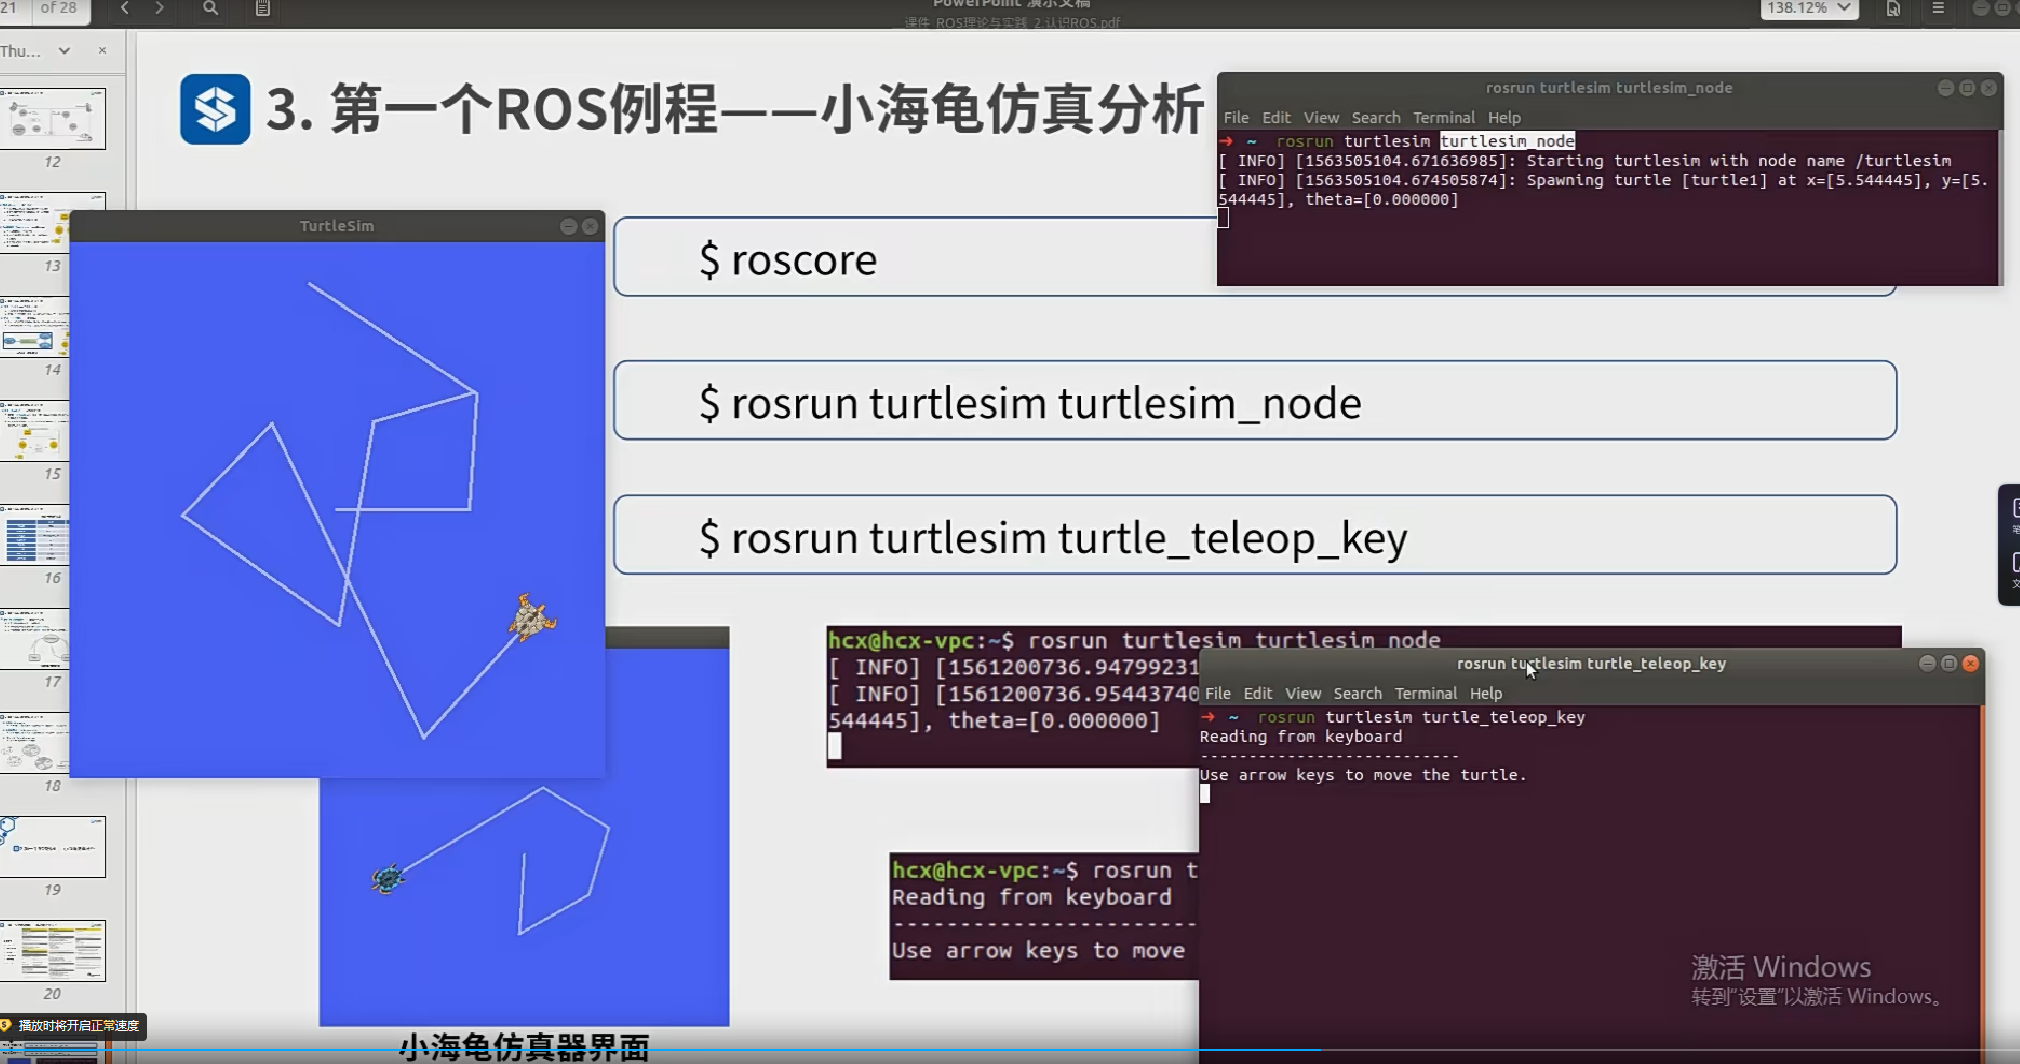 21
of 28
PowerPoint 演示文稿
课件_ROS理论与实践_2.认识ROS.pdf
138.12%
Thu...
12
13
14
15
16
17
18
19
20
3. 第一个ROS例程——小海龟仿真分析
rosrun turtlesim turtlesim_node
File Edit View Search Terminal Help
➜ ~ rosrun turtlesim turtlesim_node
[ INFO] [1563505104.671636985]: Starting turtlesim with node name /turtlesim
[ INFO] [1563505104.674505874]: Spawning turtle [turtle1] at x=[5.544445], y=[5.
544445], theta=[0.000000]
TurtleSim
$ roscore
$ rosrun turtlesim turtlesim_node
$ rosrun turtlesim turtle_teleop_key
hcx@hcx-vpc:~$ rosrun turtlesim turtlesim_node
[ INFO] [1561200736.94799231
[ INFO] [1561200736.95443740
544445], theta=[0.000000]
rosrun turtlesim turtle_teleop_key
File Edit View Search Terminal Help
➜ ~ rosrun turtlesim turtle_teleop_key
Reading from keyboard
---------------------------
Use arrow keys to move the turtle.
hcx@hcx-vpc:~$ rosrun t
Reading from keyboard
-----------------------
Use arrow keys to move
小海龟仿真器界面
激活 Windows
转到“设置”以激活 Windows。
播放时将开启正常速度